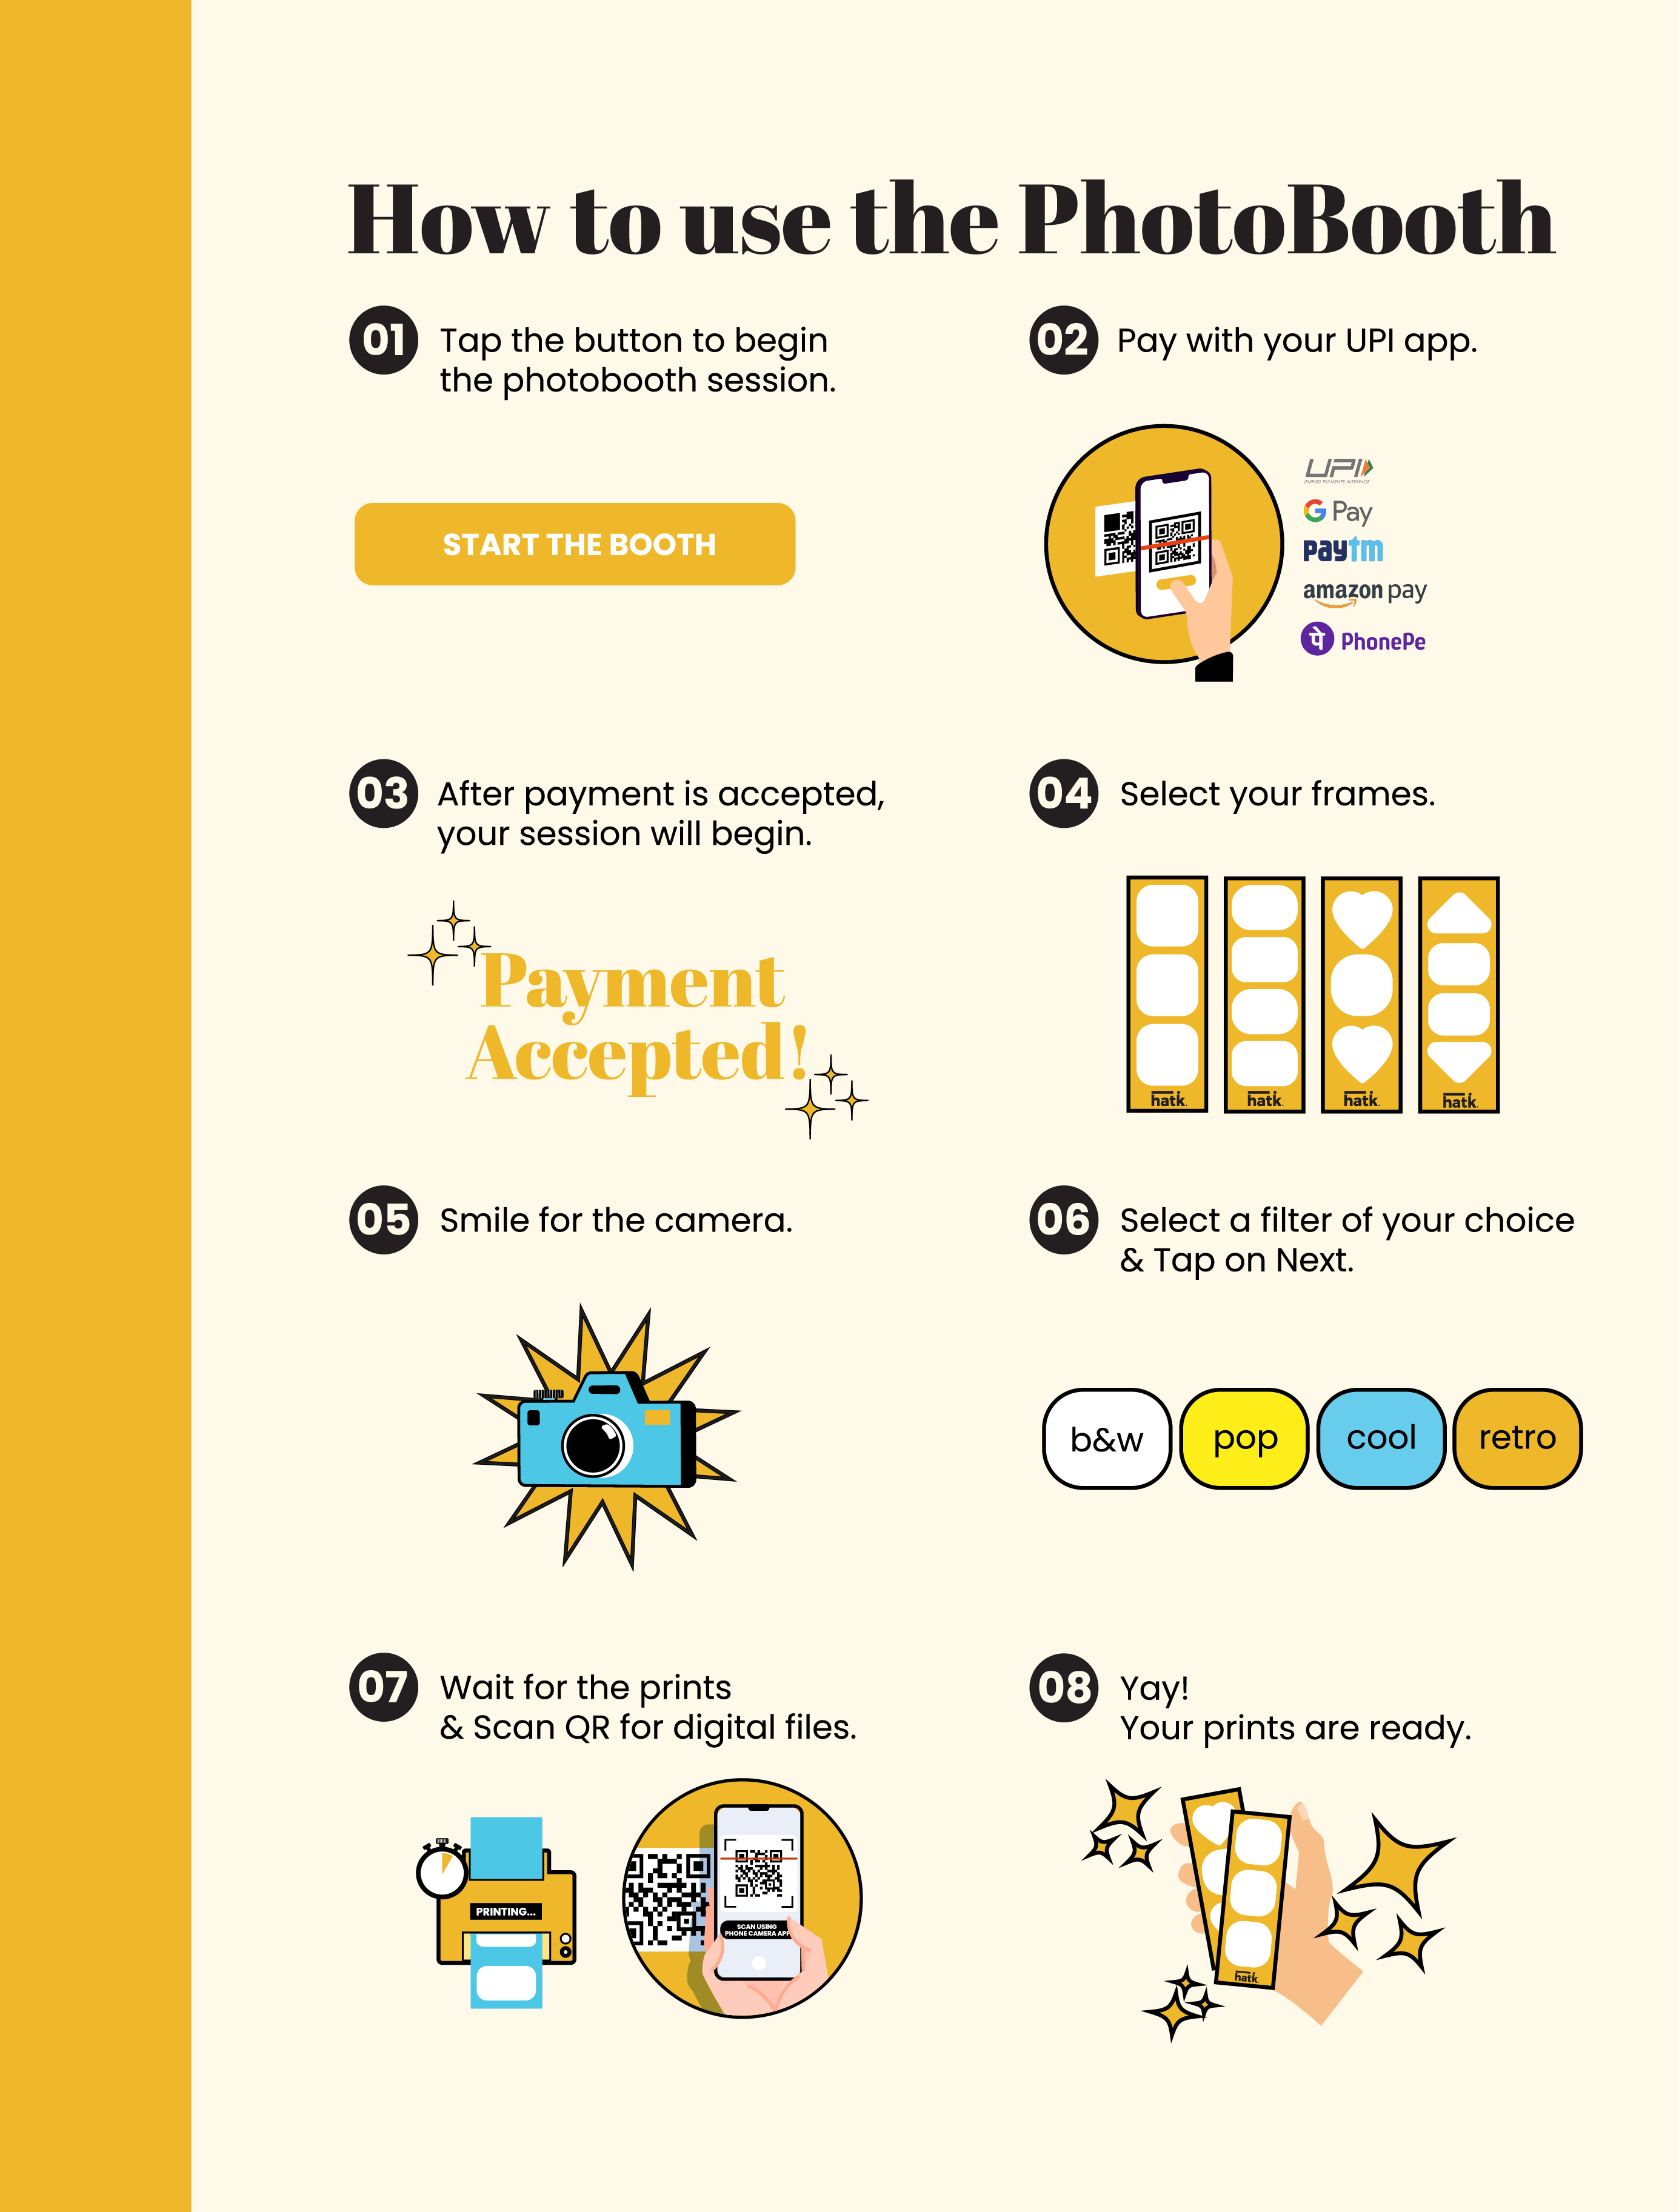 How to use the PhotoBooth
01
Tap the button to begin
the photobooth session.
START THE BOOTH
02
Pay with your UPI app.
UPI
UNIFIED PAYMENTS INTERFACE
G Pay
paytm
amazon pay
पे PhonePe
03
After payment is accepted,
your session will begin.
Payment
Accepted!
04
Select your frames.
hatk.
hatk.
hatk.
hatk.
05
Smile for the camera.
06
Select a filter of your choice
& Tap on Next.
b&w
pop
cool
retro
07
Wait for the prints
& Scan QR for digital files.
PRINTING...
SCAN USING
PHONE CAMERA APP
08
Yay!
Your prints are ready.
hatk.